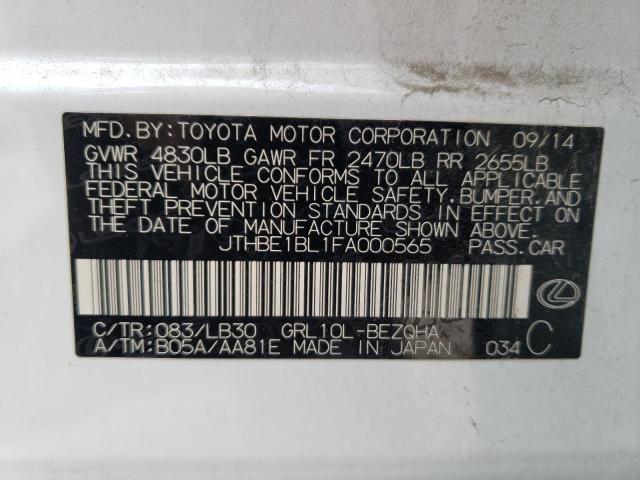 MFD.BY:TOYOTA MOTOR CORPORATION 09/14
GVWR 4830LB GAWR FR 2470LB RR 2655LB
THIS VEHICLE CONFORMS TO ALL APPLICABLE
FEDERAL MOTOR VEHICLE SAFETY,BUMPER,AND
THEFT PREVENTION STANDARDS IN EFFECT ON
THE DATE OF MANUFACTURE SHOWN ABOVE.
JTHBE1BL1FA000565 PASS.CAR
C/TR:083/LB30 GRL10L-BEZQHA
A/TM:B05A/AA81E MADE IN JAPAN 034 C